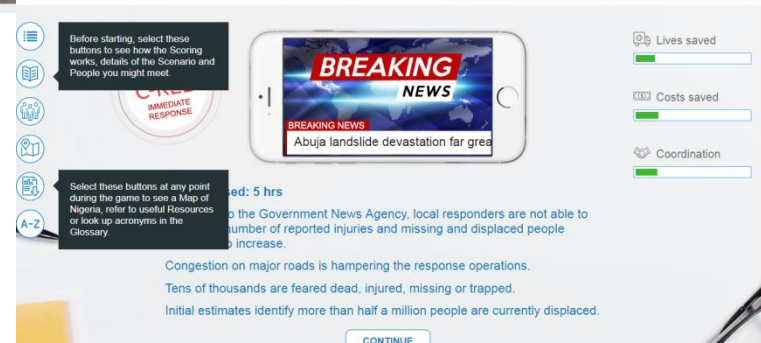 Before starting, select these
buttons to see how the Scoring
works, details of the Scenario and
People you might meet.
IMMEDIATE
RESPONSE
BREAKING
NEWS
BREAKING NEWS
Abuja landslide devastation far grea
Lives saved
Costs saved
Coordination
Select these buttons at any point
during the game to see a Map of
Nigeria, refer to useful Resources
or look up acronyms in the
Glossary.
A-Z
sed: 5 hrs
o the Government News Agency, local responders are not able to
number of reported injuries and missing and displaced people
o increase.
Congestion on major roads is hampering the response operations.
Tens of thousands are feared dead, injured, missing or trapped.
Initial estimates identify more than half a million people are currently displaced.
CONTINUE